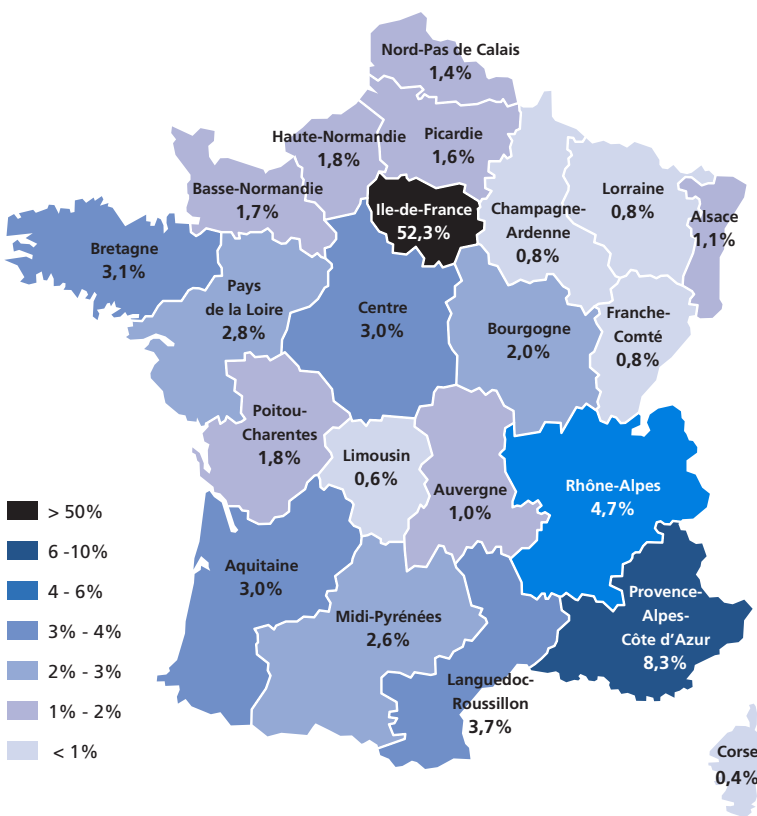 Nord-Pas de Calais
1,4%
Haute-Normandie
1,8%
Picardie
1,6%
Basse-Normandie
1,7%
Ile-de-France
52,3%
Champagne-
Ardenne
0,8%
Lorraine
0,8%
Alsace
1,1%
Bretagne
3,1%
Pays
de la Loire
2,8%
Centre
3,0%
Bourgogne
2,0%
Franche-
Comté
0,8%
Poitou-
Charentes
1,8%
Limousin
0,6%
Auvergne
1,0%
Rhône-Alpes
4,7%
Aquitaine
3,0%
Midi-Pyrénées
2,6%
Languedoc-
Roussillon
3,7%
Provence-
Alpes-
Côte d'Azur
8,3%
Corse
0,4%
> 50%
6 -10%
4 - 6%
3% - 4%
2% - 3%
1% - 2%
< 1%